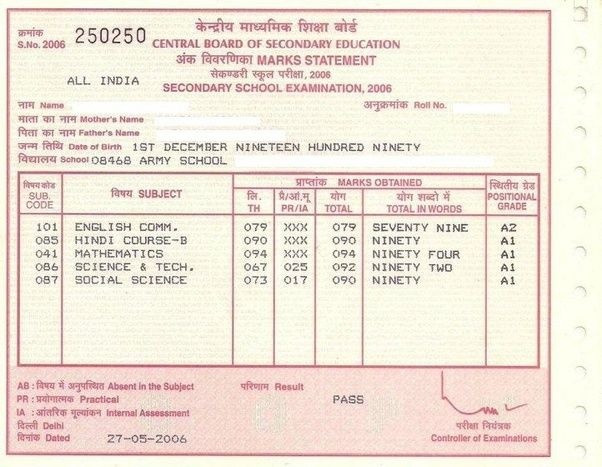 केन्द्रीय माध्यमिक शिक्षा बोर्ड
क्रमांक
S.No. 2006 250250 CENTRAL BOARD OF SECONDARY EDUCATION
अंक विवरणिका MARKS STATEMENT
सेकण्डरी स्कूल परीक्षा, 2006
ALL INDIA SECONDARY SCHOOL EXAMINATION, 2006
नाम Name अनुक्रमांक Roll No.
माता का नाम Mother's Name
पिता का नाम Father's Name
जन्म तिथि Date of Birth 1ST DECEMBER NINETEEN HUNDRED NINETY
विद्यालय School 08468 ARMY SCHOOL
विषय कोड SUB. CODE विषय SUBJECT प्राप्तांक MARKS OBTAINED स्थितीय ग्रेड POSITIONAL GRADE
लि. TH प्रै/आं.मू PR/IA योग TOTAL योग शब्दो में TOTAL IN WORDS
101 ENGLISH COMM. 079 XXX 079 SEVENTY NINE A2
085 HINDI COURSE-B 090 XXX 090 NINETY A1
041 MATHEMATICS 094 XXX 094 NINETY FOUR A1
086 SCIENCE & TECH. 067 025 092 NINETY TWO A1
087 SOCIAL SCIENCE 073 017 090 NINETY A1
AB : विषय में अनुपस्थित Absent in the Subject परिणाम Result
PR : प्रयोगात्मक Practical PASS
IA : आंतरिक मूल्यांकन Internal Assessment
दिल्ली Delhi परीक्षा नियंत्रक
दिनांक Dated 27-05-2006 Controller of Examinations